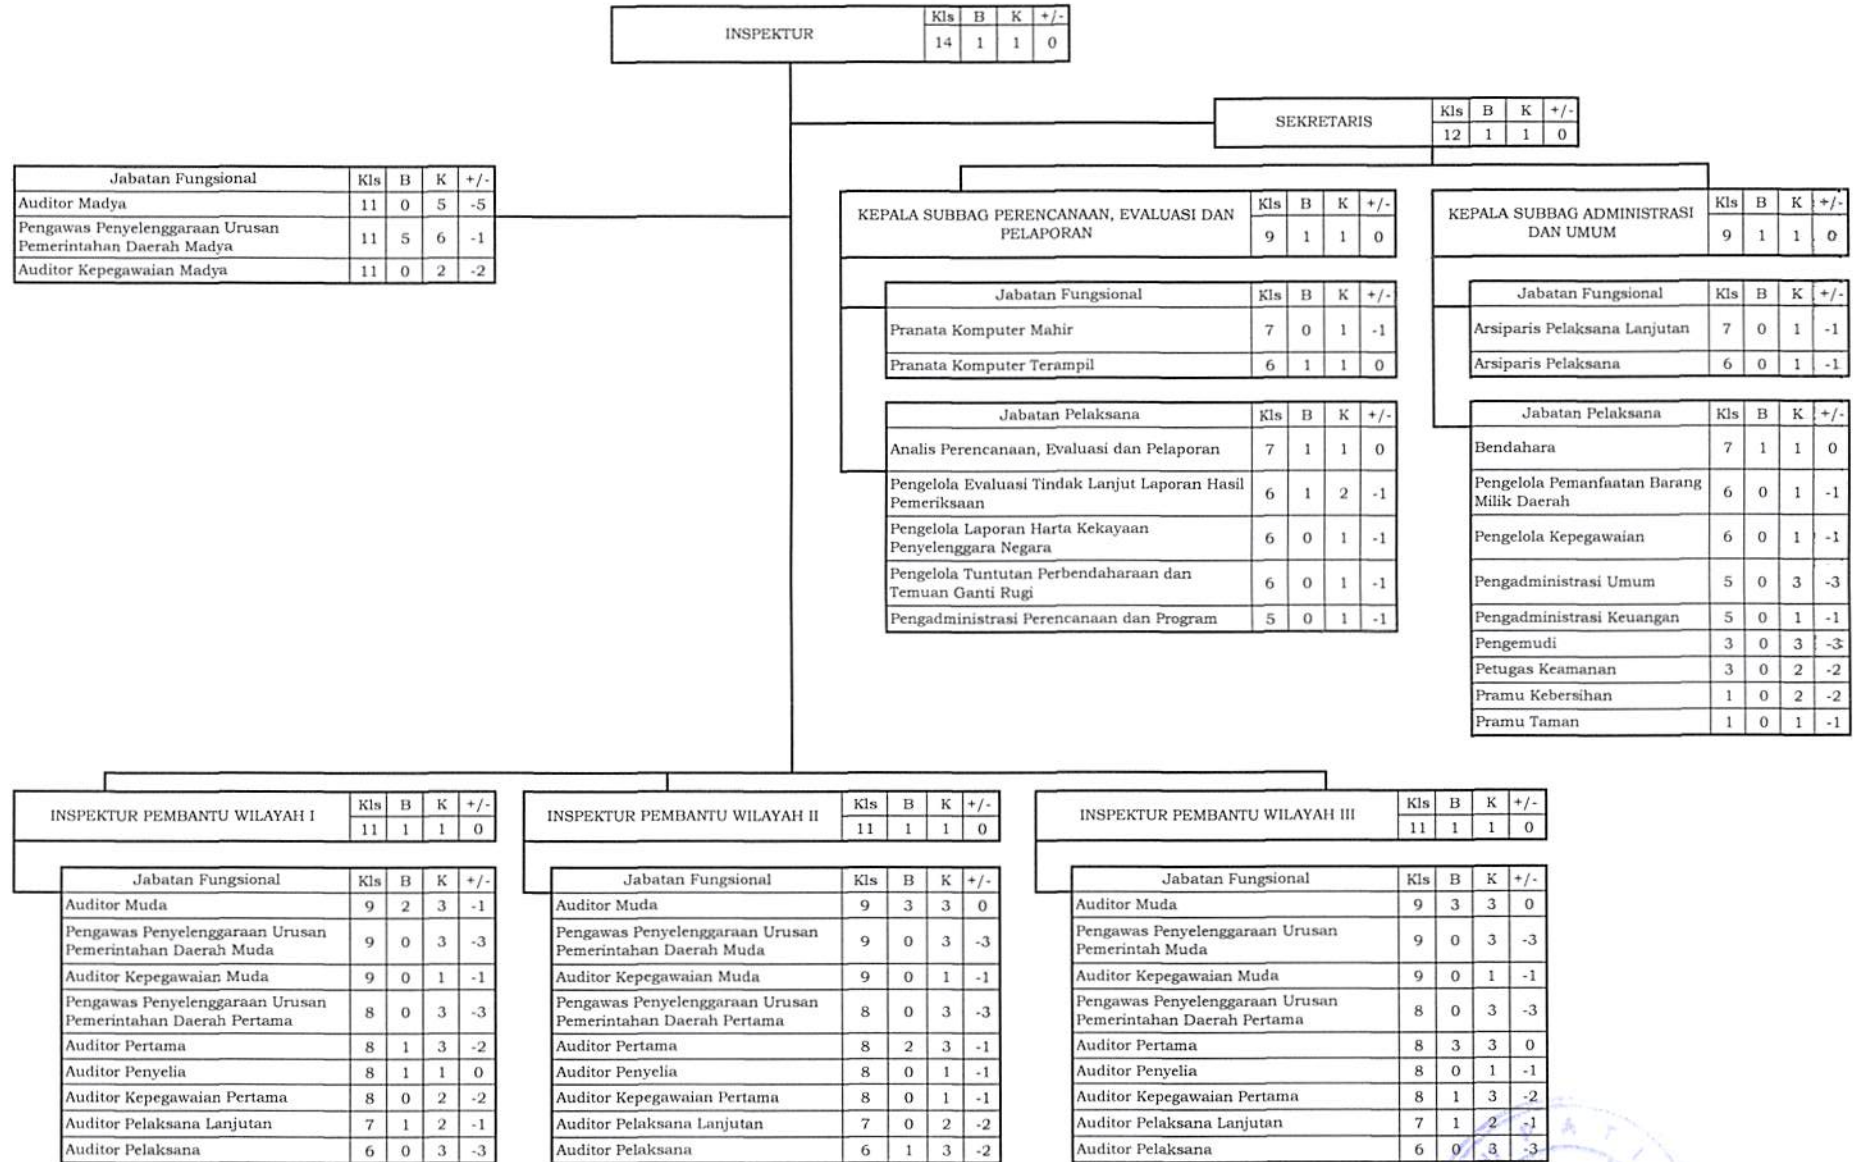 INSPEKTUR Kls B K +/-
14 1 1 0
SEKRETARIS Kls B K +/-
12 1 1 0
Jabatan Fungsional Kls B K +/-
Auditor Madya 11 0 5 -5
Pengawas Penyelenggaraan Urusan
Pemerintahan Daerah Madya 11 5 6 -1
Auditor Kepegawaian Madya 11 0 2 -2
KEPALA SUBBAG PERENCANAAN, EVALUASI DAN
PELAPORAN
Kls B K +/-
9 1 1 0
Jabatan Fungsional Kls B K +/-
Pranata Komputer Mahir 7 0 1 -1
Pranata Komputer Terampil 6 1 1 0
Jabatan Pelaksana Kls B K +/-
Analis Perencanaan, Evaluasi dan Pelaporan 7 1 1 0
Pengelola Evaluasi Tindak Lanjut Laporan Hasil
Pemeriksaan 6 1 2 -1
Pengelola Laporan Harta Kekayaan
Penyelenggara Negara 6 0 1 -1
Pengelola Tuntutan Perbendaharaan dan
Temuan Ganti Rugi 6 0 1 -1
Pengadministrasi Perencanaan dan Program 5 0 1 -1
KEPALA SUBBAG ADMINISTRASI
DAN UMUM
Kls B K +/-
9 1 1 0
Jabatan Fungsional Kls B K +/-
Arsiparis Pelaksana Lanjutan 7 0 1 -1
Arsiparis Pelaksana 6 0 1 -1
Jabatan Pelaksana Kls B K +/-
Bendahara 7 1 1 0
Pengelola Pemanfaatan Barang
Milik Daerah 6 0 1 -1
Pengelola Kepegawaian 6 0 1 -1
Pengadministrasi Umum 5 0 3 -3
Pengadministrasi Keuangan 5 0 1 -1
Pengemudi 3 0 3 -3
Petugas Keamanan 3 0 2 -2
Pramu Kebersihan 1 0 2 -2
Pramu Taman 1 0 1 -1
INSPEKTUR PEMBANTU WILAYAH I Kls B K +/-
11 1 1 0
Jabatan Fungsional Kls B K +/-
Auditor Muda 9 2 3 -1
Pengawas Penyelenggaraan Urusan
Pemerintahan Daerah Muda 9 0 3 -3
Auditor Kepegawaian Muda 9 0 1 -1
Pengawas Penyelenggaraan Urusan
Pemerintahan Daerah Pertama 8 0 3 -3
Auditor Pertama 8 1 3 -2
Auditor Penyelia 8 1 1 0
Auditor Kepegawaian Pertama 8 0 2 -2
Auditor Pelaksana Lanjutan 7 1 2 -1
Auditor Pelaksana 6 0 3 -3
INSPEKTUR PEMBANTU WILAYAH II Kls B K +/-
11 1 1 0
Jabatan Fungsional Kls B K +/-
Auditor Muda 9 3 3 0
Pengawas Penyelenggaraan Urusan
Pemerintahan Daerah Muda 9 0 3 -3
Auditor Kepegawaian Muda 9 0 1 -1
Pengawas Penyelenggaraan Urusan
Pemerintahan Daerah Pertama 8 0 3 -3
Auditor Pertama 8 2 3 -1
Auditor Penyelia 8 0 1 -1
Auditor Kepegawaian Pertama 8 0 1 -1
Auditor Pelaksana Lanjutan 7 0 2 -2
Auditor Pelaksana 6 1 3 -2
INSPEKTUR PEMBANTU WILAYAH III Kls B K +/-
11 1 1 0
Jabatan Fungsional Kls B K +/-
Auditor Muda 9 3 3 0
Pengawas Penyelenggaraan Urusan
Pemerintah Muda 9 0 3 -3
Auditor Kepegawaian Muda 9 0 1 -1
Pengawas Penyelenggaraan Urusan
Pemerintahan Daerah Pertama 8 0 3 -3
Auditor Pertama 8 3 3 0
Auditor Penyelia 8 0 1 -1
Auditor Kepegawaian Pertama 8 1 3 -2
Auditor Pelaksana Lanjutan 7 1 2 -1
Auditor Pelaksana 6 0 3 -3